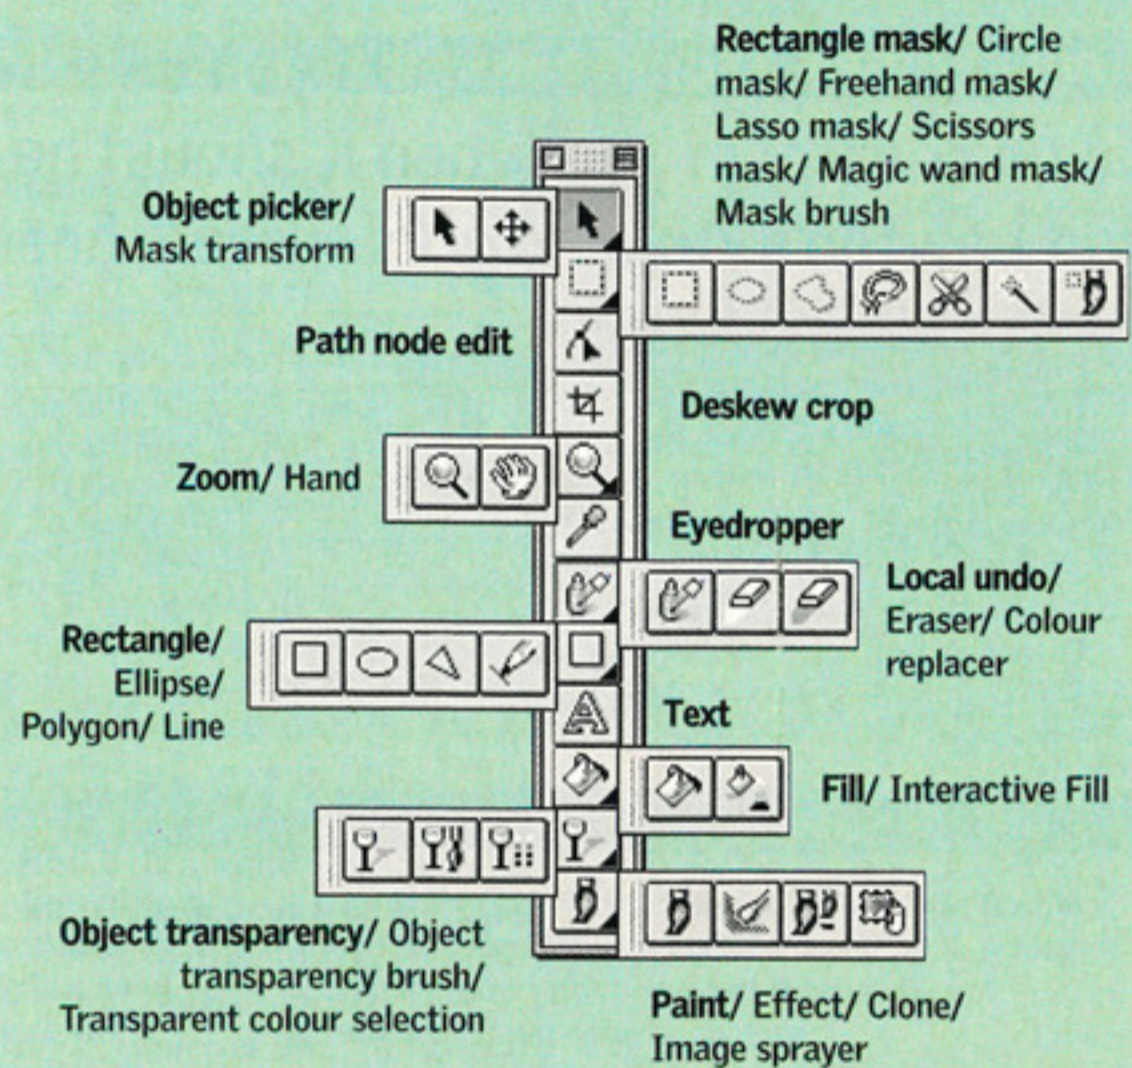 Rectangle mask/ Circle
mask/ Freehand mask/
Lasso mask/ Scissors
mask/ Magic wand mask/
Mask brush
Object picker/
Mask transform
Path node edit
Deskew crop
Zoom/ Hand
Eyedropper
Local undo/
Eraser/ Colour
replacer
Rectangle/
Ellipse/
Polygon/ Line
Text
Fill/ Interactive Fill
Object transparency/ Object
transparency brush/
Transparent colour selection
Paint/ Effect/ Clone/
Image sprayer